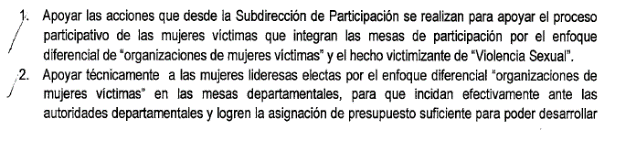 1. Apoyar las acciones que desde la Subdirección de Participación se realizan para apoyar el proceso
participativo de las mujeres víctimas que integran las mesas de participación por el enfoque
diferencial de "organizaciones de mujeres víctimas" y el hecho victimizante de "Violencia Sexual".
2. Apoyar técnicamente a las mujeres lideresas electas por el enfoque diferencial "organizaciones de
mujeres víctimas" en las mesas departamentales, para que incidan efectivamente ante las
autoridades departamentales y logren la asignación de presupuesto suficiente para poder desarrollar